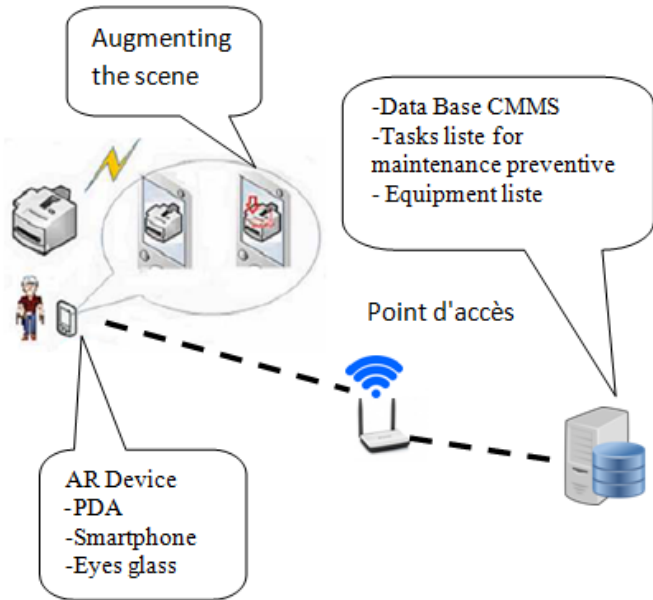 Augmenting
the scene
-Data Base CMMS
-Tasks liste for
maintenance preventive
- Equipment liste
Point d'accès
AR Device
-PDA
-Smartphone
-Eyes glass